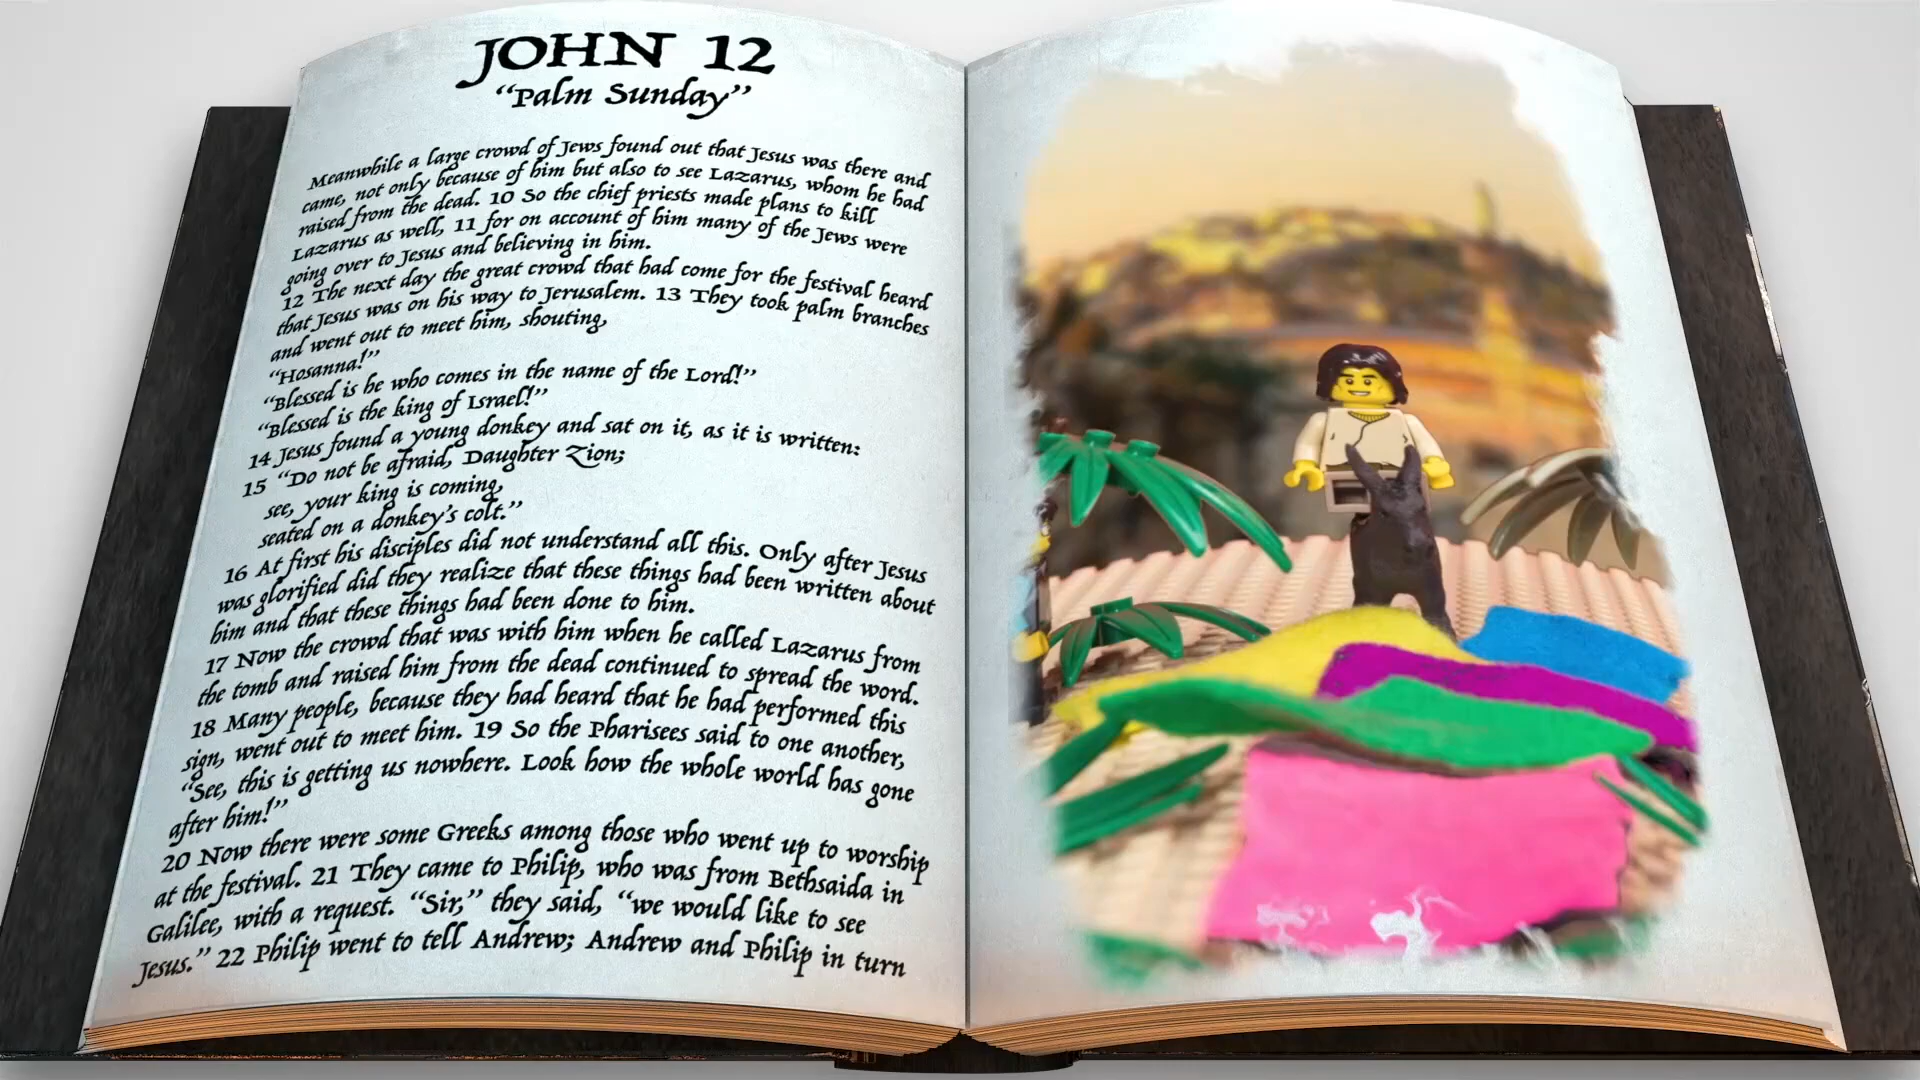 JOHN 12
“Palm Sunday”
Meanwhile a large crowd of Jews found out that Jesus was there and
came, not only because of him but also to see Lazarus, whom he had
raised from the dead. 10 So the chief priests made plans to kill
Lazarus as well, 11 for on account of him many of the Jews were
going over to Jesus and believing in him.
12 The next day the great crowd that had come for the festival heard
that Jesus was on his way to Jerusalem. 13 They took palm branches
and went out to meet him, shouting,
“Hosanna!”
“Blessed is he who comes in the name of the Lord!”
“Blessed is the king of Israel!”
14 Jesus found a young donkey and sat on it, as it is written:
15 “Do not be afraid, Daughter Zion;
see, your king is coming,
seated on a donkey’s colt.”
16 At first his disciples did not understand all this. Only after Jesus
was glorified did they realize that these things had been written about
him and that these things had been done to him.
17 Now the crowd that was with him when he called Lazarus from
the tomb and raised him from the dead continued to spread the word.
18 Many people, because they had heard that he had performed this
sign, went out to meet him. 19 So the Pharisees said to one another,
“See, this is getting us nowhere. Look how the whole world has gone
after him!”
20 Now there were some Greeks among those who went up to worship
at the festival. 21 They came to Philip, who was from Bethsaida in
Galilee, with a request. “Sir,” they said, “we would like to see
Jesus.” 22 Philip went to tell Andrew; Andrew and Philip in turn